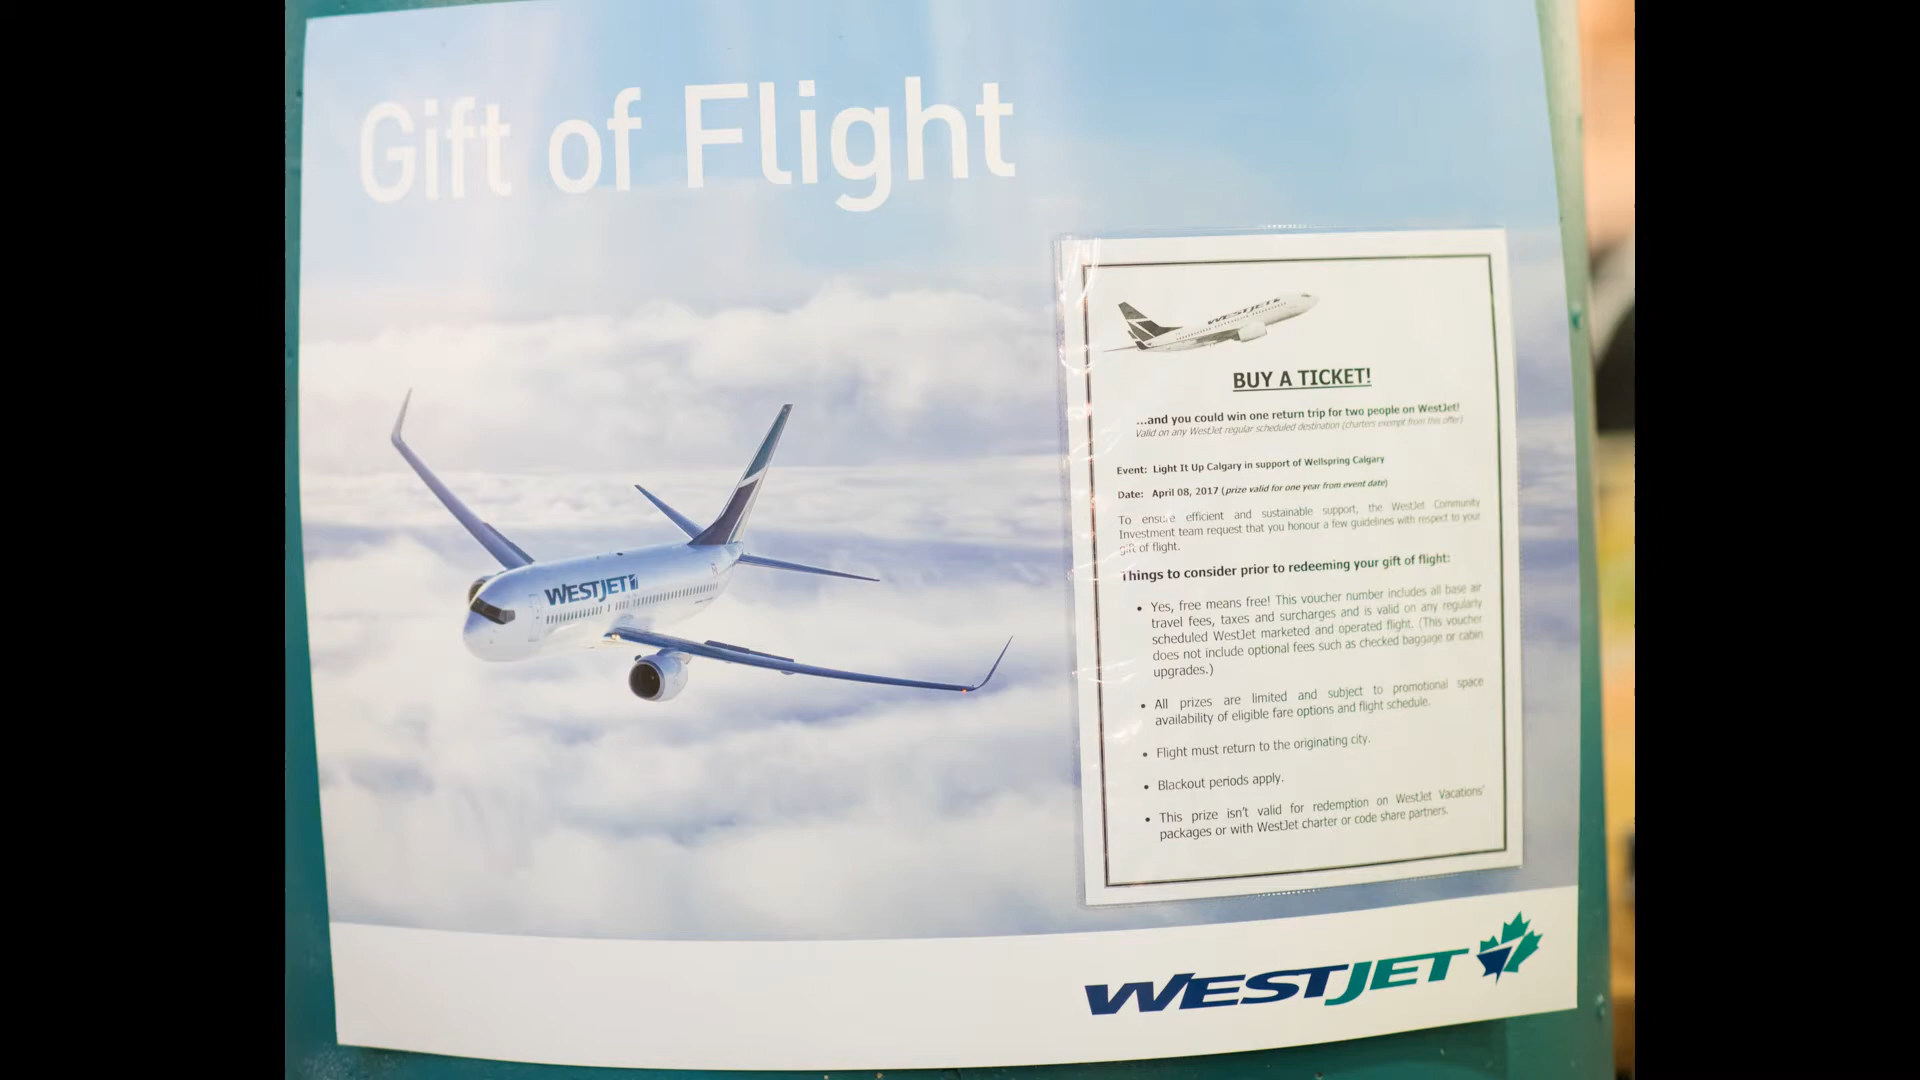 Gift of Flight
WESTJET
WESTJET
BUY A TICKET!
...and you could win one return trip for two people on WestJet!
Valid on any WestJet regular scheduled destination (charters exempt from this offer)
Event: Light It Up Calgary in support of Wellspring Calgary
Date: April 08, 2017 (prize valid for one year from event date)
To ensure efficient and sustainable support, the WestJet Community
Investment team request that you honour a few guidelines with respect to your
gift of flight.
Things to consider prior to redeeming your gift of flight:
• Yes, free means free! This voucher number includes all base air
travel fees, taxes and surcharges and is valid on any regularly
scheduled WestJet marketed and operated flight. (This voucher
does not include optional fees such as checked baggage or cabin
upgrades.)
• All prizes are limited and subject to promotional space
availability of eligible fare options and flight schedule.
• Flight must return to the originating city.
• Blackout periods apply.
• This prize isn't valid for redemption on WestJet Vacations'
packages or with WestJet charter or code share partners.
WESTJET